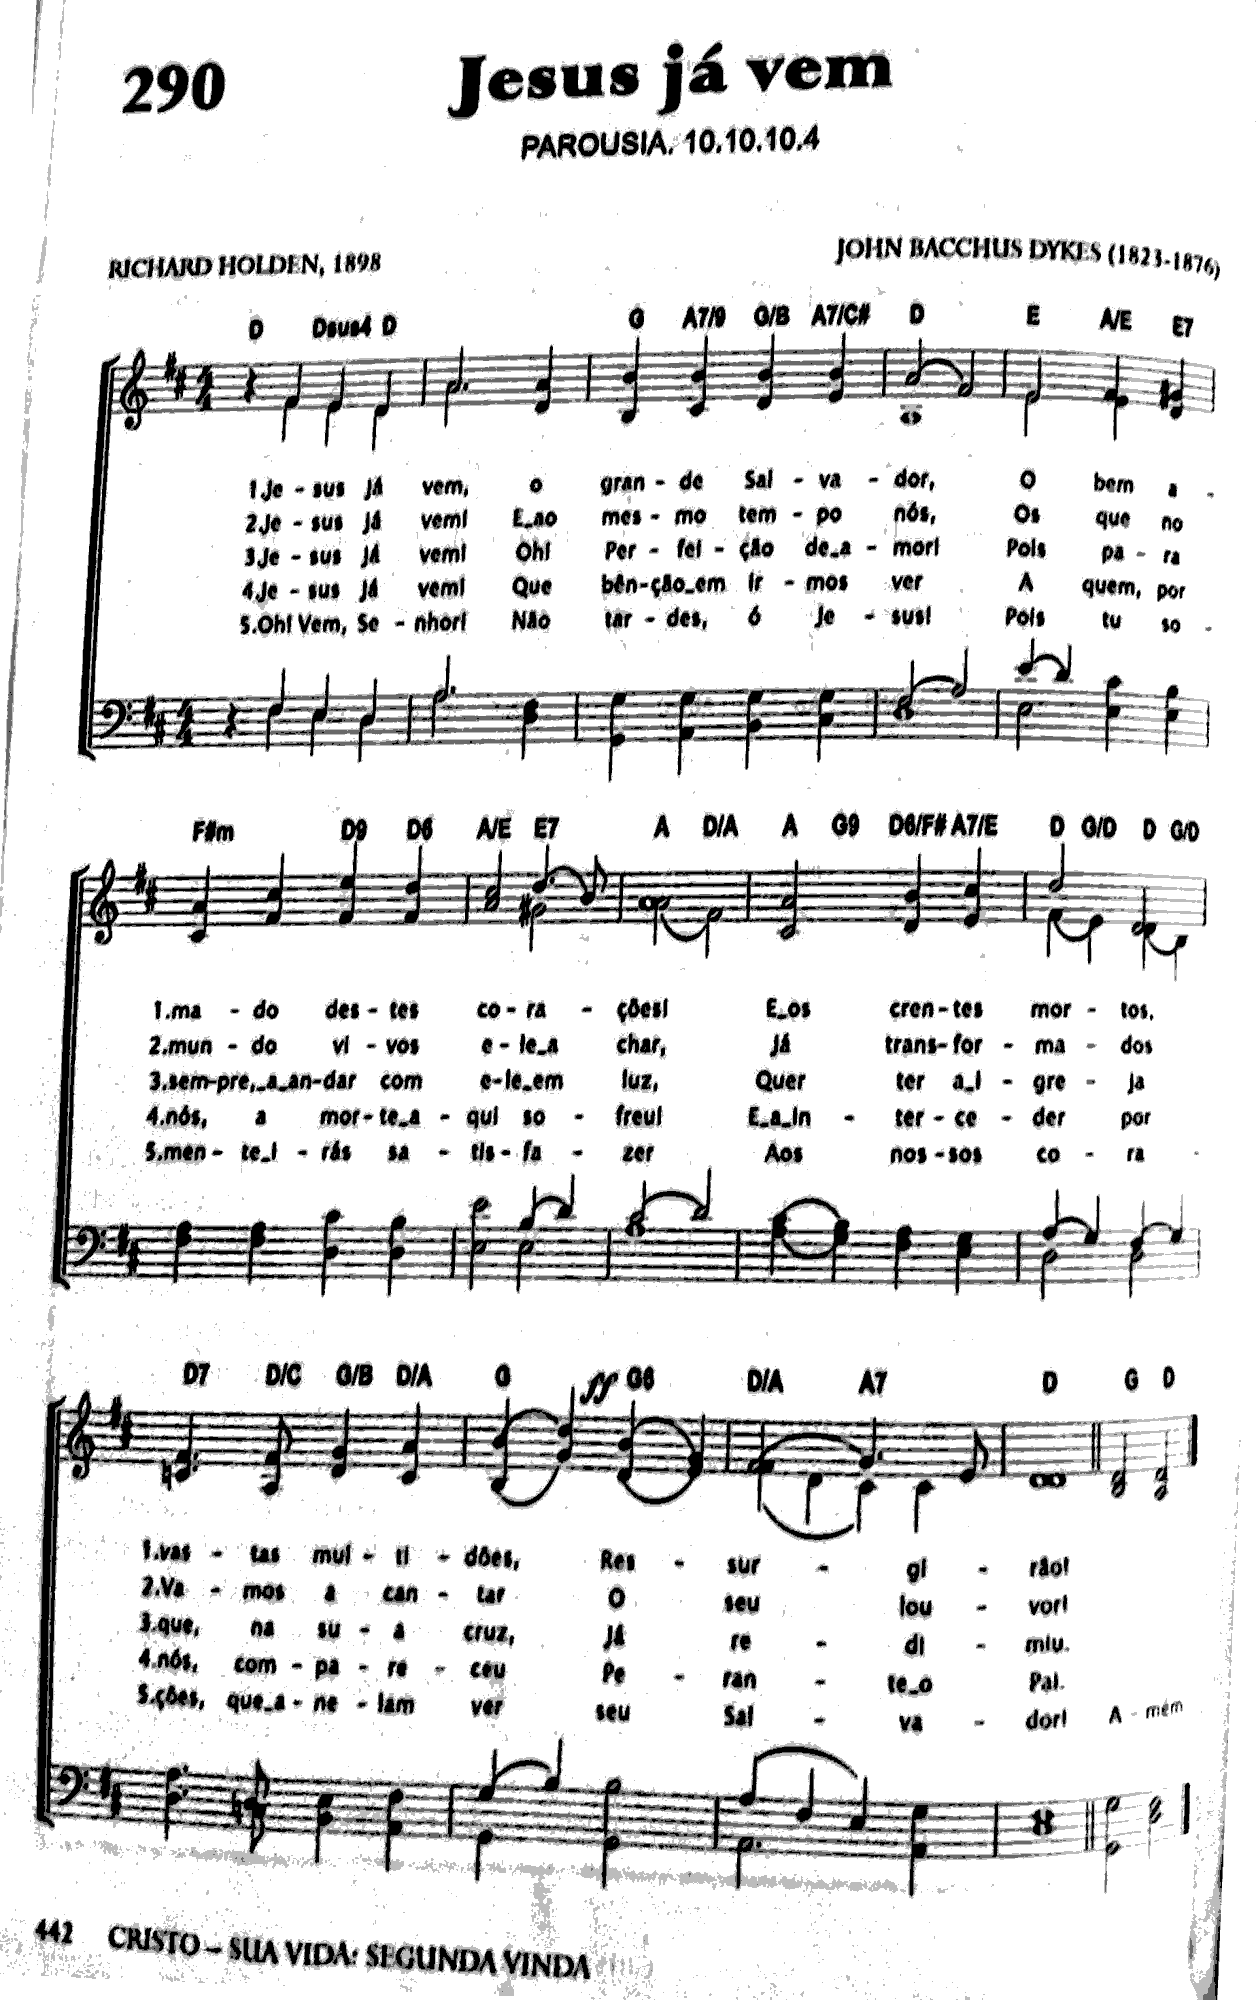 290
Jesus já vem
PAROUSIA. 10.10.10.4
RICHARD HOLDEN, 1898
JOHN BACCHUS DYKES (1823-1876)
D Dsus4 D G A7/9 G/B A7/C# D E A/E E7
1.Je - sus já vem, o gran - de Sal - va - dor, O bem a -
2.Je - sus já vem! E_ao mes - mo tem - po nós, Os que no
3.Je - sus já vem! Oh! Per - fei - ção de_a - mor! Pois pa - ra
4.Je - sus já vem! Que bên-ção_em ir - mos ver A quem, por
5.Oh! Vem, Se - nhor! Não tar - des, ó Je - sus! Pois tu so -
F#m D9 D6 A/E E7 A D/A A G9 D6/F# A7/E D G/D D G/D
1.ma - do des - tes co - ra - ções! E_os cren - tes mor - tos,
2.mun - do vi - vos e - le_a char, Já trans - for - ma - dos
3.sem-pre,_a_an-dar com e-le_em luz, Quer ter a_i - gre - ja
4.nós, a mor - te_a - qui so - freu! E_a_in - ter - ce - der por
5.men - te_i - rás sa - tis - fa - zer Aos nos - sos co - ra -
D7 D/C G/B D/A G ff G6 D/A A7 D G D
1.vas - tas mul - ti - dões, Res - sur - gi - rão!
2.Va - mos a can - tar O seu lou - vor!
3.que, na su - a cruz, Já re - di - miu.
4.nós, com - pa - re - ceu Pe - ran - te_o Pai.
5.ções, que_a - ne - lam ver seu Sal - va - dor! A - mém
442 CRISTO – SUA VIDA: SEGUNDA VINDA